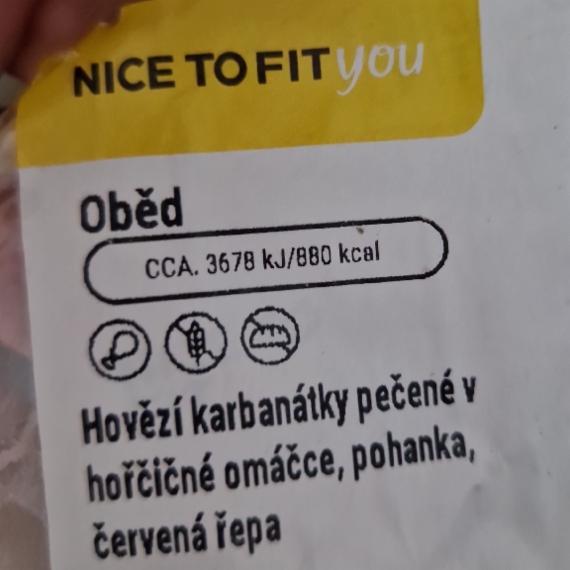 NICE TO FIT you
Oběd
CCA. 3678 kJ/880 kcal
Hovězí karbanátky pečené v
hořčičné omáčce, pohanka,
červená řepa